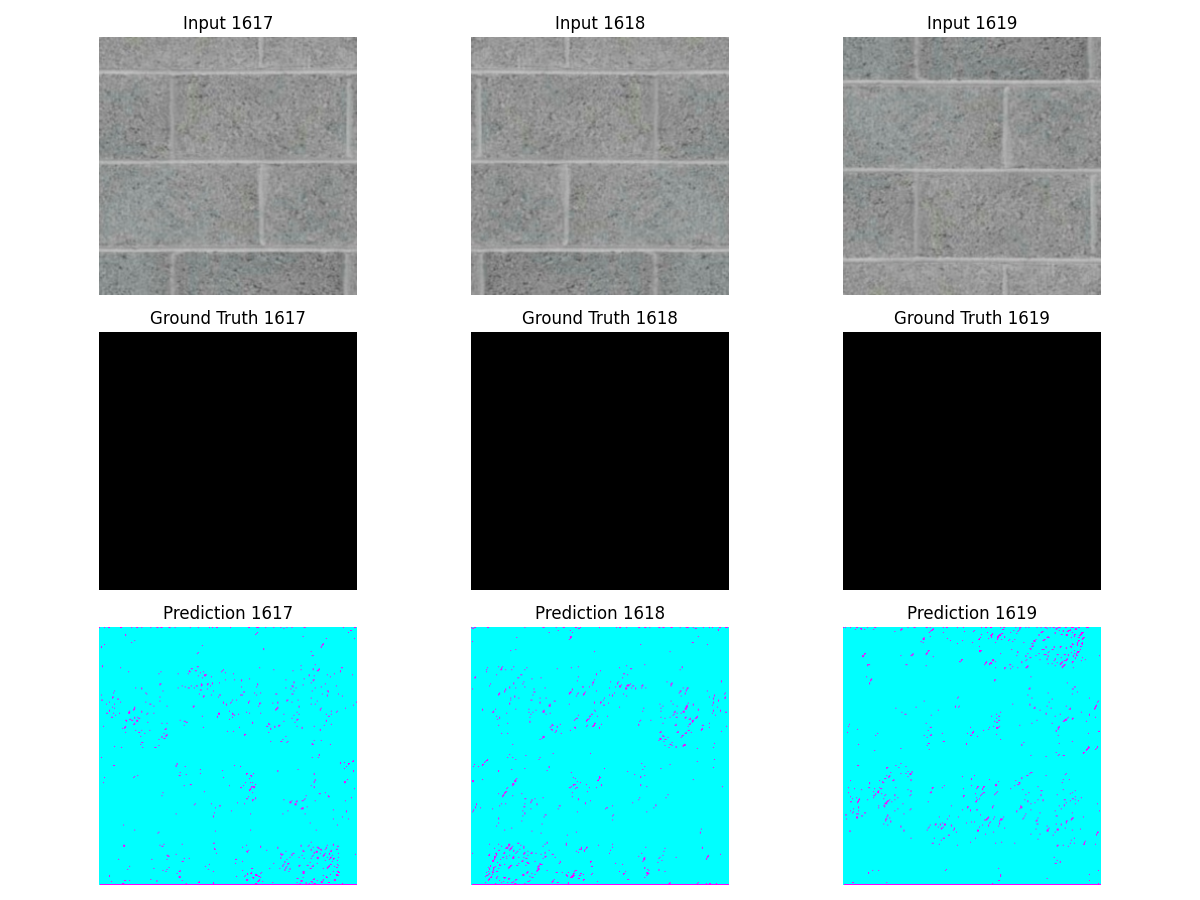 Input 1617
Input 1618
Input 1619
Ground Truth 1617
Ground Truth 1618
Ground Truth 1619
Prediction 1617
Prediction 1618
Prediction 1619